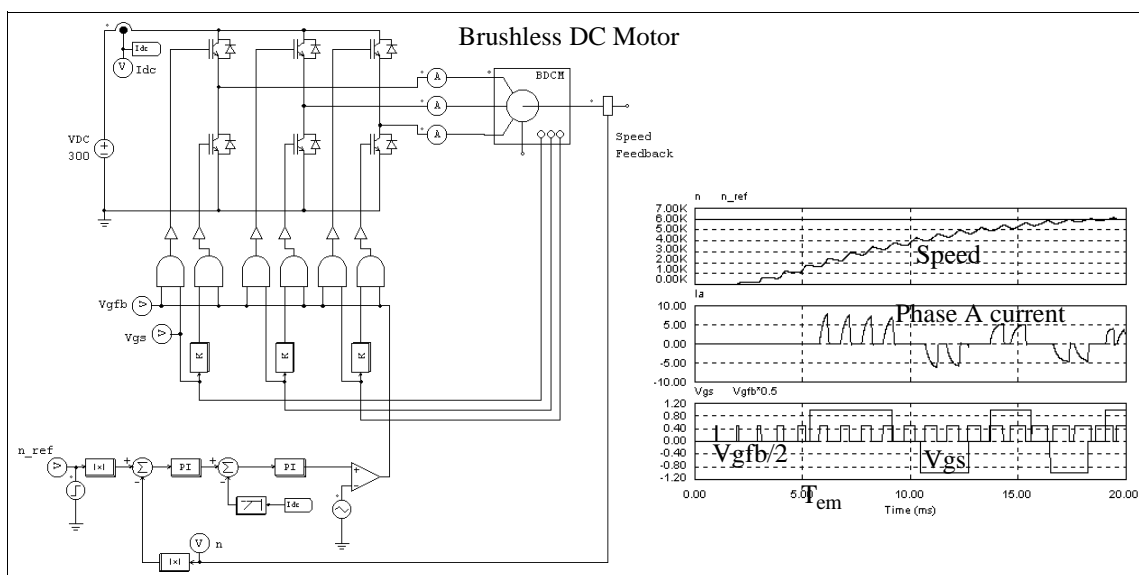 Brushless DC Motor
Idc
V
Idc
VDC
300
A
A
A
BDCM
Speed
Feedback
Vgfb
V
Vgs
V
K
K
K
n_ref
V
|x|
Σ
PI
Σ
PI
Idc
V
n
|x|
n n_ref
7.00K
6.00K
5.00K
4.00K
3.00K
2.00K
1.00K
0.00K
Speed
Ia
10.00
5.00
0.00
-5.00
-10.00
Phase A current
Vgs Vgfb*0.5
1.20
0.80
0.40
0.00
-0.40
-0.80
-1.20
Vgfb/2
Vgs
0.00 5.00 10.00 15.00 20.00
Tem
Time (ms)